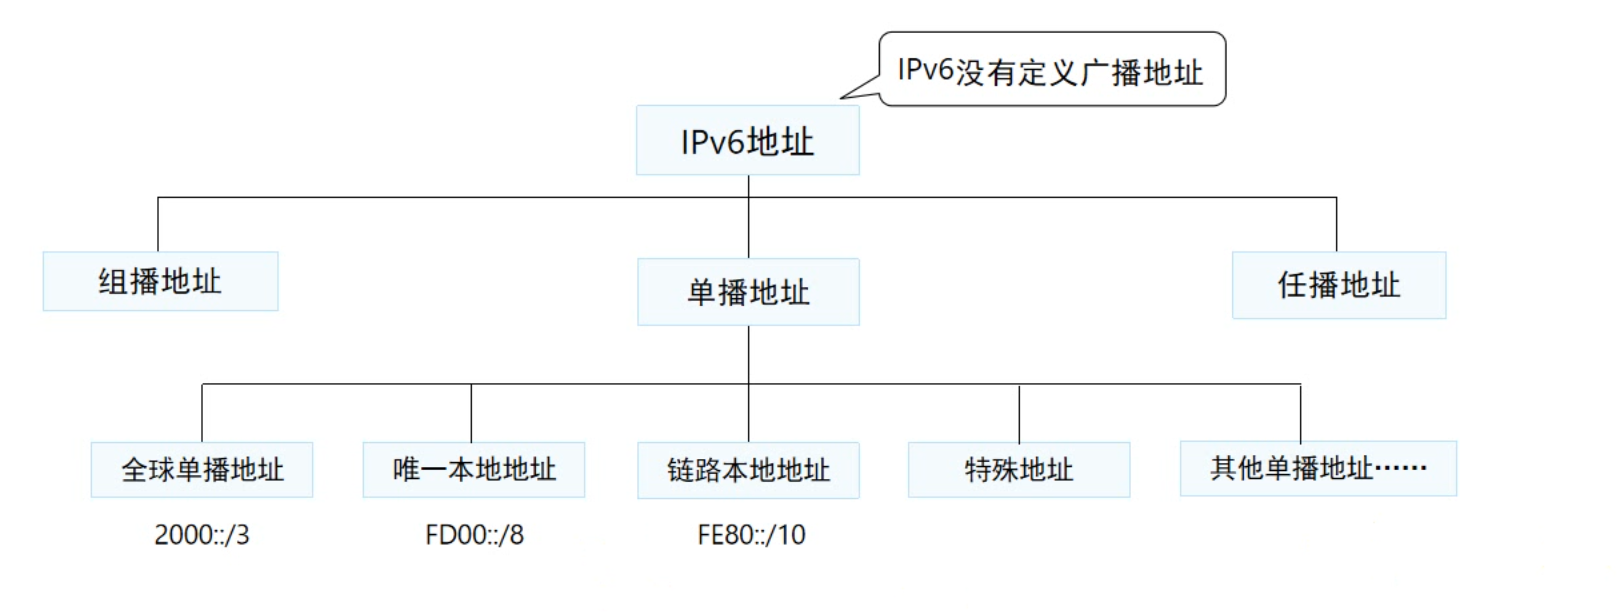 IPv6没有定义广播地址
IPv6地址
组播地址
单播地址
任播地址
全球单播地址
唯一本地地址
链路本地地址
特殊地址
其他单播地址······
2000::/3
FD00::/8
FE80::/10